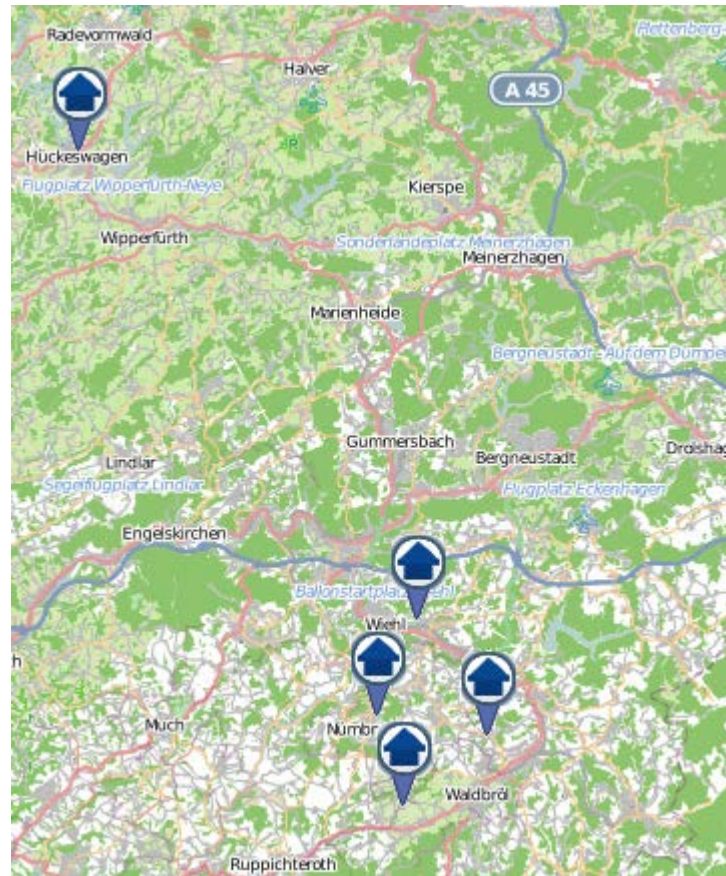 Radevormwald
Halver
A 45
Hückeswagen
Flugplatz Wipperfürth-Neye
Kierspe
Wipperfürth
Sonderlandeplatz Meinerzhagen
Meinerzhagen
Marienheide
Bergneustadt - Auf dem Dümpel
Gummersbach
Bergneustadt
Lindlar
Drolshag
Segelflugplatz Lindlar
Flugplatz Eckenhagen
Engelskirchen
Wiehl
h
Much
Nümbr
Waldbröl
Ruppichteroth